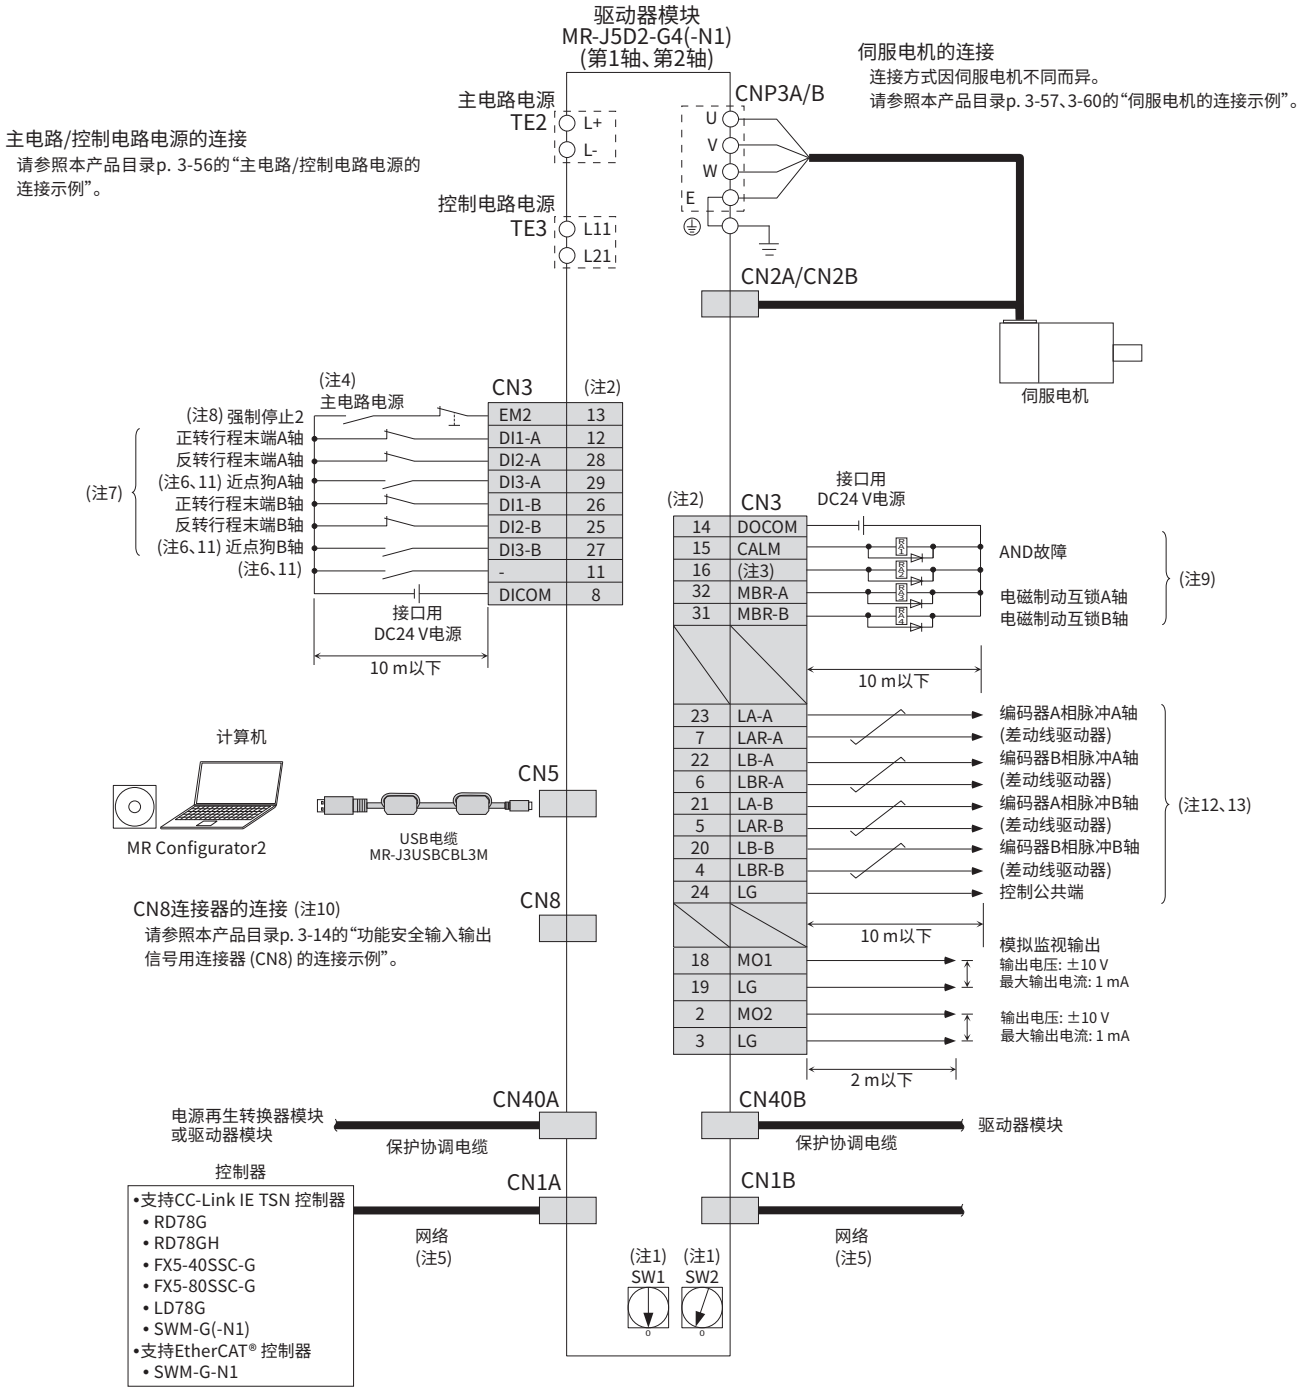 驱动器模块
MR-J5D2-G4(-N1)
(第1轴、第2轴)
伺服电机的连接
连接方式因伺服电机不同而异。
请参照本产品目录p. 3-57、3-60的“伺服电机的连接示例”。
主电路/控制电路电源的连接
请参照本产品目录p. 3-56的“主电路/控制电路电源的
连接示例”。
主电路电源
TE2
L+
L-
控制电路电源
TE3
L11
L21
CNP3A/B
U
V
W
E
CN2A/CN2B
伺服电机
(注4)
主电路电源
CN3
(注2)
(注8) 强制停止2
EM2
13
正转行程末端A轴
DI1-A
12
反转行程末端A轴
DI2-A
28
(注6、11) 近点狗A轴
DI3-A
29
(注7)
正转行程末端B轴
DI1-B
26
反转行程末端B轴
DI2-B
25
(注6、11) 近点狗B轴
DI3-B
27
(注6、11)
-
11
DICOM
8
接口用
DC24 V电源
10 m以下
(注2)
CN3
接口用
DC24 V电源
14
DOCOM
15
CALM
RA1
AND故障
16
(注3)
RA2
32
MBR-A
RA3
电磁制动互锁A轴
31
MBR-B
RA4
电磁制动互锁B轴
(注9)
10 m以下
23
LA-A
编码器A相脉冲A轴
7
LAR-A
(差动线驱动器)
22
LB-A
编码器B相脉冲A轴
6
LBR-A
(差动线驱动器)
21
LA-B
编码器A相脉冲B轴
5
LAR-B
(差动线驱动器)
20
LB-B
编码器B相脉冲B轴
4
LBR-B
(差动线驱动器)
24
LG
控制公共端
(注12、13)
10 m以下
18
MO1
模拟监视输出
输出电压: ±10 V
最大输出电流: 1 mA
19
LG
2
MO2
输出电压: ±10 V
最大输出电流: 1 mA
3
LG
2 m以下
计算机
MR Configurator2
USB电缆
MR-J3USBCBL3M
CN5
CN8连接器的连接 (注10)
请参照本产品目录p. 3-14的“功能安全输入输出
信号用连接器 (CN8) 的连接示例”。
CN8
电源再生转换器模块
或驱动器模块
保护协调电缆
CN40A
CN40B
保护协调电缆
驱动器模块
控制器
•支持CC-Link IE TSN 控制器
• RD78G
• RD78GH
• FX5-40SSC-G
• FX5-80SSC-G
• LD78G
• SWM-G(-N1)
•支持EtherCAT® 控制器
• SWM-G-N1
CN1A
网络
(注5)
CN1B
网络
(注5)
(注1)
SW1
0
(注1)
SW2
0